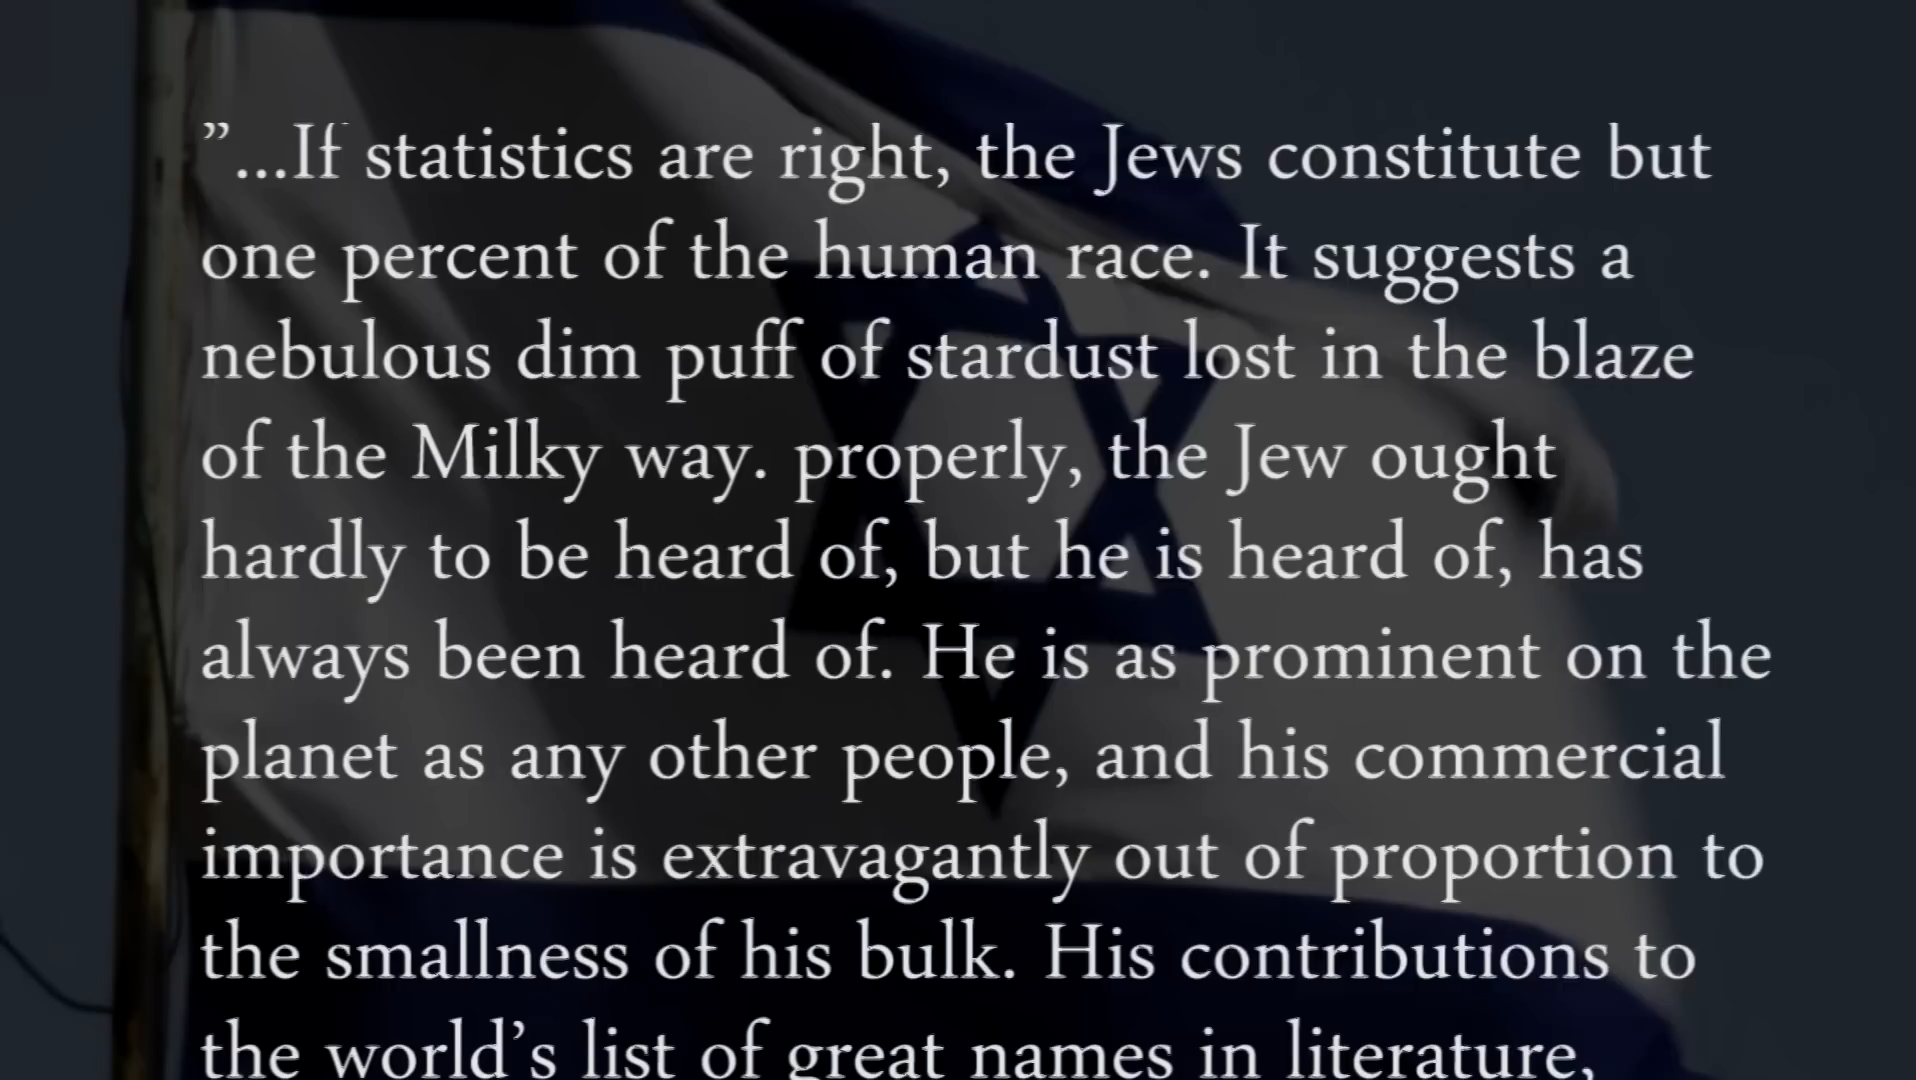 ”...If statistics are right, the Jews constitute but
one percent of the human race. It suggests a
nebulous dim puff of stardust lost in the blaze
of the Milky way. properly, the Jew ought
hardly to be heard of, but he is heard of, has
always been heard of. He is as prominent on the
planet as any other people, and his commercial
importance is extravagantly out of proportion to
the smallness of his bulk. His contributions to
the world’s list of great names in literature,